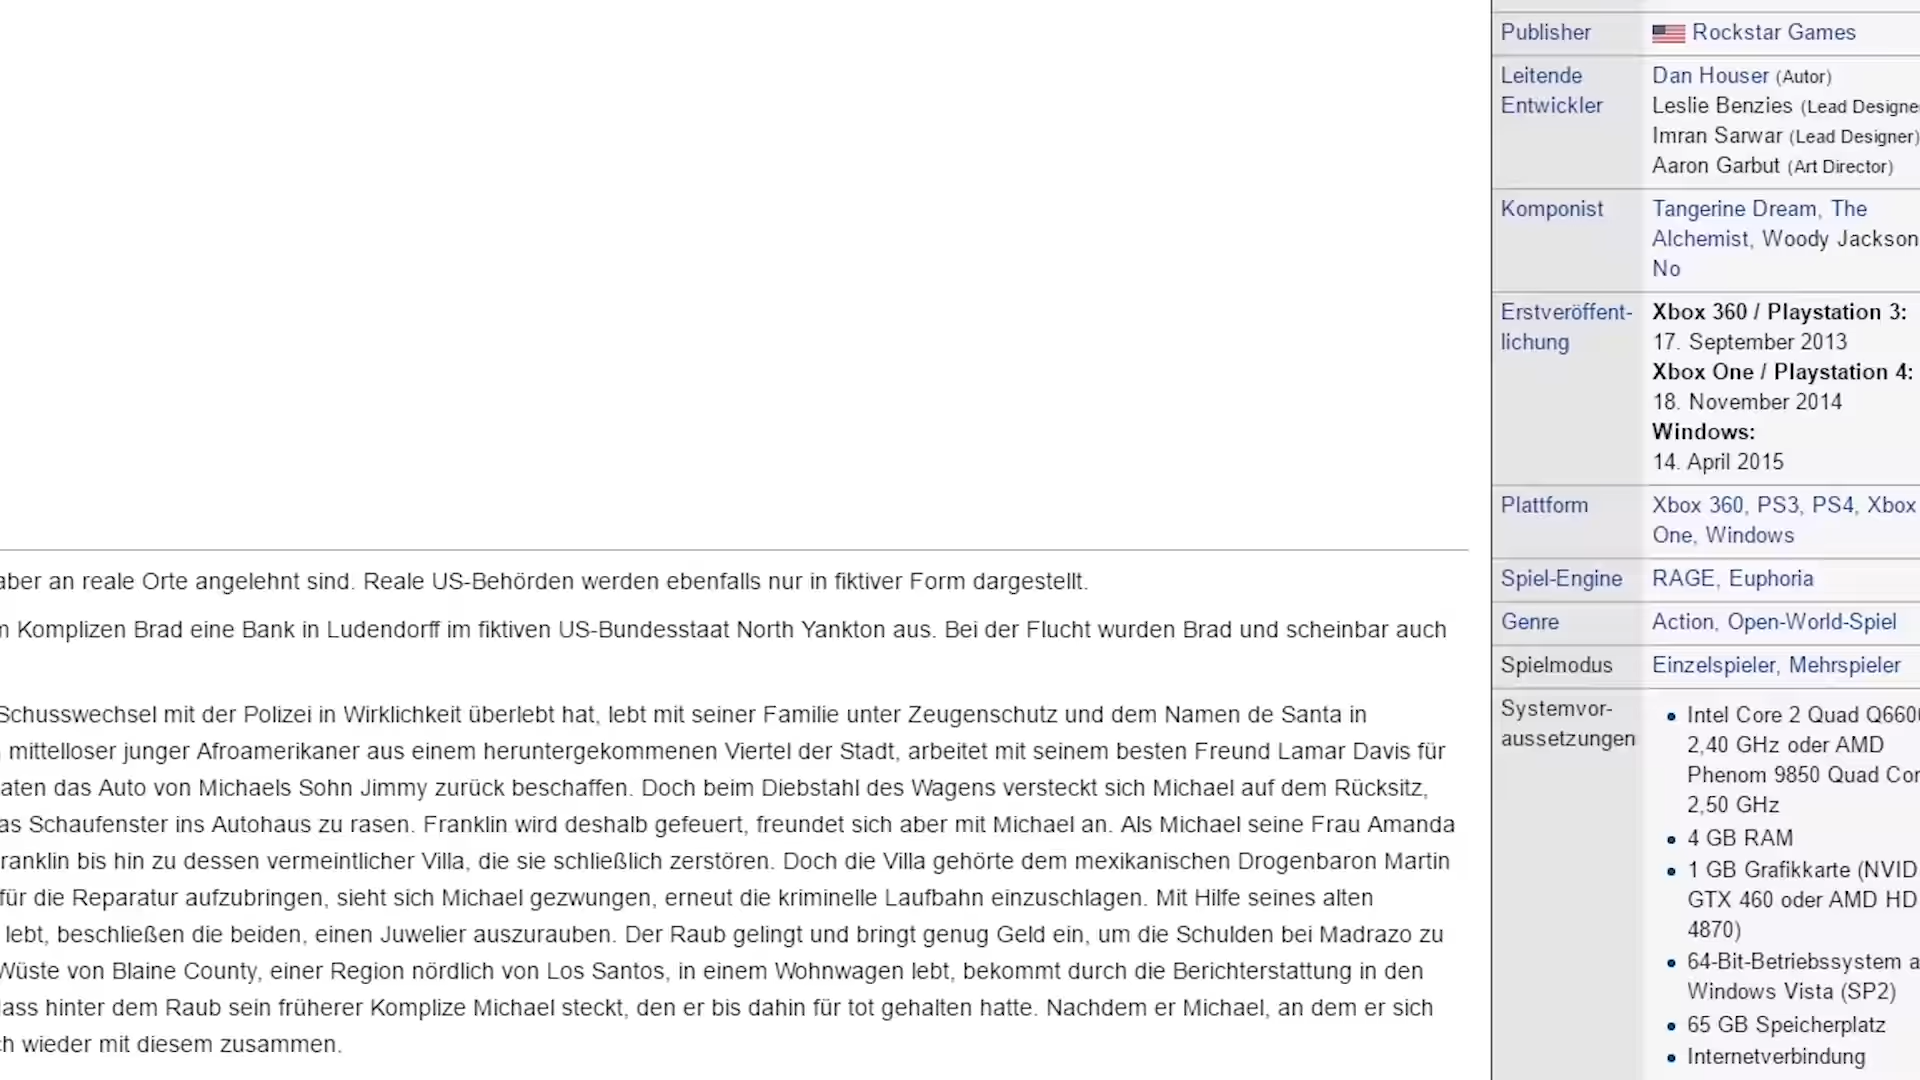 aber an reale Orte angelehnt sind. Reale US-Behörden werden ebenfalls nur in fiktiver Form dargestellt.
Komplizen Brad eine Bank in Ludendorff im fiktiven US-Bundesstaat North Yankton aus. Bei der Flucht wurden Brad und scheinbar auch
Schusswechsel mit der Polizei in Wirklichkeit überlebt hat, lebt mit seiner Familie unter Zeugenschutz und dem Namen de Santa in
mittelloser junger Afroamerikaner aus einem heruntergekommenen Viertel der Stadt, arbeitet mit seinem besten Freund Lamar Davis für
aten das Auto von Michaels Sohn Jimmy zurück beschaffen. Doch beim Diebstahl des Wagens versteckt sich Michael auf dem Rücksitz,
as Schaufenster ins Autohaus zu rasen. Franklin wird deshalb gefeuert, freundet sich aber mit Michael an. Als Michael seine Frau Amanda
ranklin bis hin zu dessen vermeintlicher Villa, die sie schließlich zerstören. Doch die Villa gehörte dem mexikanischen Drogenbaron Martin
für die Reparatur aufzubringen, sieht sich Michael gezwungen, erneut die kriminelle Laufbahn einzuschlagen. Mit Hilfe seines alten
lebt, beschließen die beiden, einen Juwelier auszurauben. Der Raub gelingt und bringt genug Geld ein, um die Schulden bei Madrazo zu
Wüste von Blaine County, einer Region nördlich von Los Santos, in einem Wohnwagen lebt, bekommt durch die Berichterstattung in den
ass hinter dem Raub sein früherer Komplize Michael steckt, den er bis dahin für tot gehalten hatte. Nachdem er Michael, an dem er sich
ch wieder mit diesem zusammen.
Publisher
Rockstar Games
Leitende
Entwickler
Dan Houser (Autor)
Leslie Benzies (Lead Designe
Imran Sarwar (Lead Designer)
Aaron Garbut (Art Director)
Komponist
Tangerine Dream, The
Alchemist, Woody Jackson
No
Erstveröffent-
lichung
Xbox 360 / Playstation 3:
17. September 2013
Xbox One / Playstation 4:
18. November 2014
Windows:
14. April 2015
Plattform
Xbox 360, PS3, PS4, Xbox
One, Windows
Spiel-Engine
RAGE, Euphoria
Genre
Action, Open-World-Spiel
Spielmodus
Einzelspieler, Mehrspieler
Systemvor-
aussetzungen
Intel Core 2 Quad Q660
2,40 GHz oder AMD
Phenom 9850 Quad Cor
2,50 GHz
4 GB RAM
1 GB Grafikkarte (NVID
GTX 460 oder AMD HD
4870)
64-Bit-Betriebssystem a
Windows Vista (SP2)
65 GB Speicherplatz
Internetverbindung